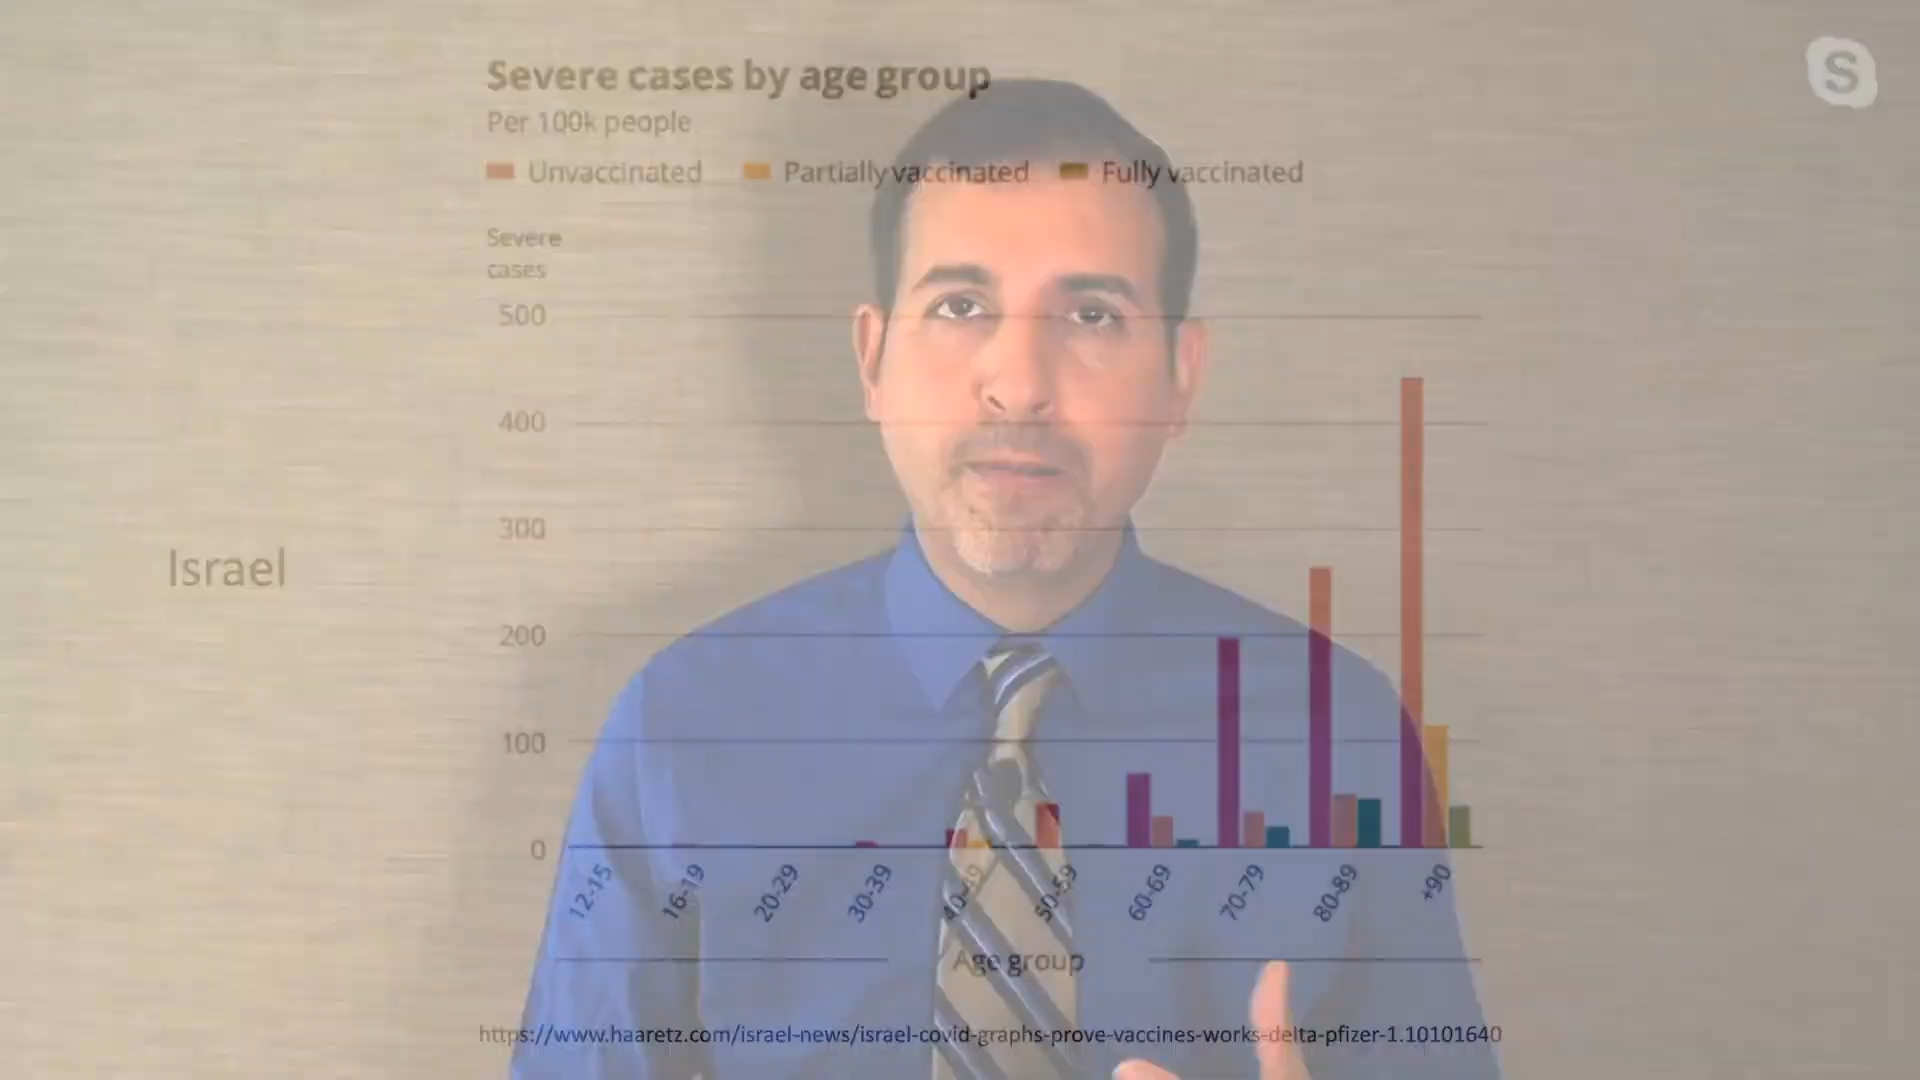 Severe cases by age group
Per 100k people
Unvaccinated Partially vaccinated Fully vaccinated
Severe
cases
500
400
300
200
100
0
12-15 16-19 20-29 30-39 40-49 50-59 60-69 70-79 80-89 +90
Age group
Israel
https://www.haaretz.com/israel-news/israel-covid-graphs-prove-vaccines-works-delta-pfizer-1.10101640
S